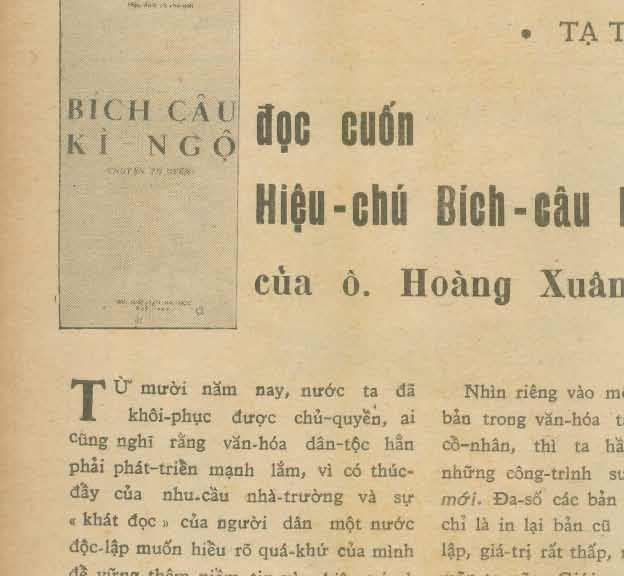 • TẠ T
BÍCH CÂU
KÌ NGỘ
đọc cuốn
Hiệu-chú Bích-câu
của ô. Hoàng Xuân
TỪ mười năm nay, nước ta đã
khôi-phục được chủ-quyền, ai
cũng nghĩ rằng văn-hóa dân-tộc hẳn
phải phát-triển mạnh lắm, vì có thúc-
đẩy của nhu.cầu nhà-trường và sự
« khát đọc » của người dân một nước
độc-lập muốn hiểu rõ quá-khứ của mình
Nhìn riêng vào
bản trong văn-hóa
cổ-nhân, thì ta
những công-trình
mới. Đa-số các bản
chỉ là in lại bản cũ
lập, giá-trị rất thấp,